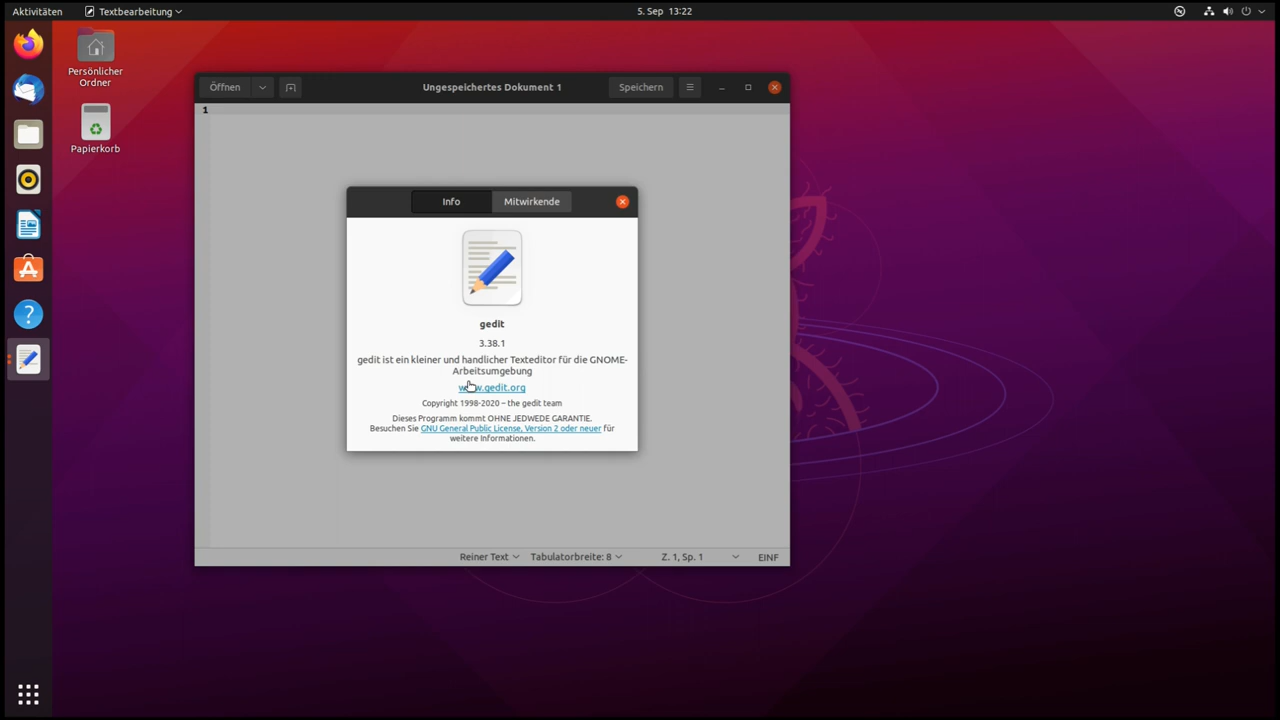 Aktivitäten
Textbearbeitung
5. Sep 13:22
Persönlicher
Ordner
Papierkorb
Öffnen
Ungespeichertes Dokument 1
Speichern
1
Info
Mitwirkende
gedit
3.38.1
gedit ist ein kleiner und handlicher Texteditor für die GNOME-
Arbeitsumgebung
www.gedit.org
Copyright 1998-2020 – the gedit team
Dieses Programm kommt OHNE JEDWEDE GARANTIE.
Besuchen Sie GNU General Public License, Version 2 oder neuer für
weitere Informationen.
Reiner Text
Tabulatorbreite: 8
Z. 1, Sp. 1
EINF